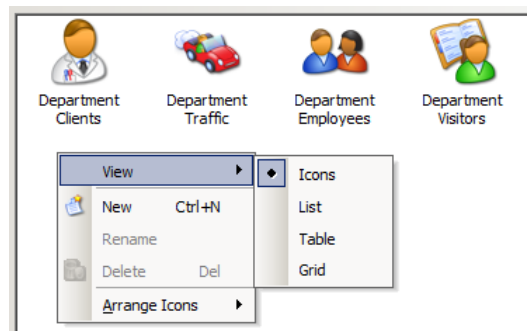 Department Clients
Department Traffic
Department Employees
Department Visitors
View
New Ctrl+N
Rename
Delete Del
Arrange Icons
Icons
List
Table
Grid